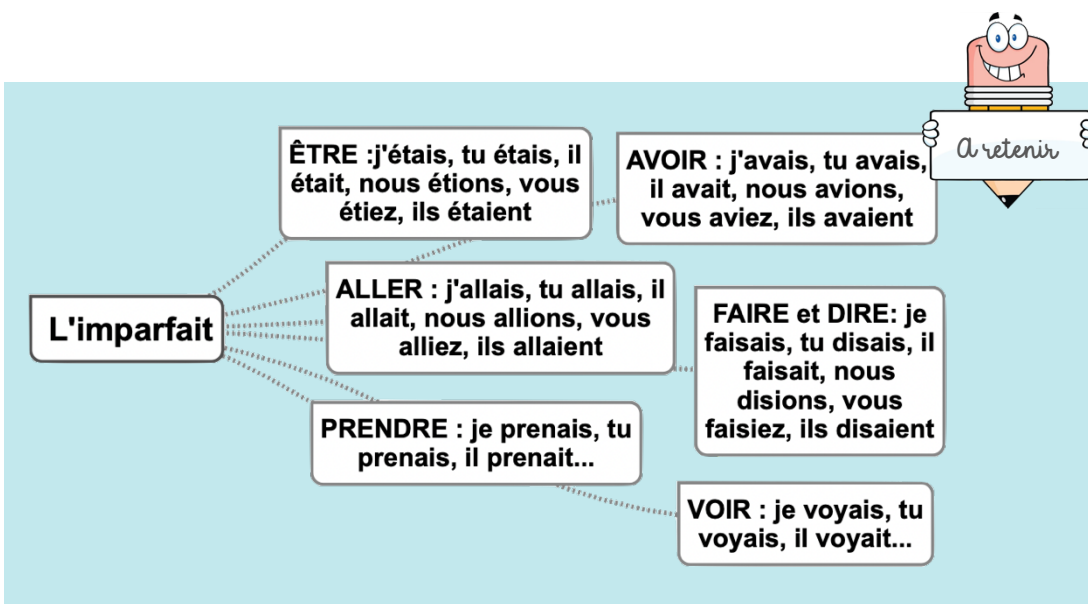 A retenir
ÊTRE :j'étais, tu étais, il
était, nous étions, vous
étiez, ils étaient
AVOIR : j'avais, tu avais,
il avait, nous avions,
vous aviez, ils avaient
L'imparfait
ALLER : j'allais, tu allais, il
allait, nous allions, vous
alliez, ils allaient
FAIRE et DIRE: je
faisais, tu disais, il
faisait, nous
disions, vous
faisiez, ils disaient
PRENDRE : je prenais, tu
prenais, il prenait...
VOIR : je voyais, tu
voyais, il voyait...